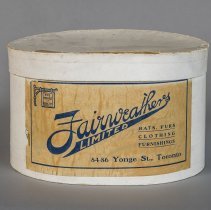 Fairweathers
LIMITED
HATS, FURS
CLOTHING
FURNISHINGS
84-86 Yonge St., Toronto